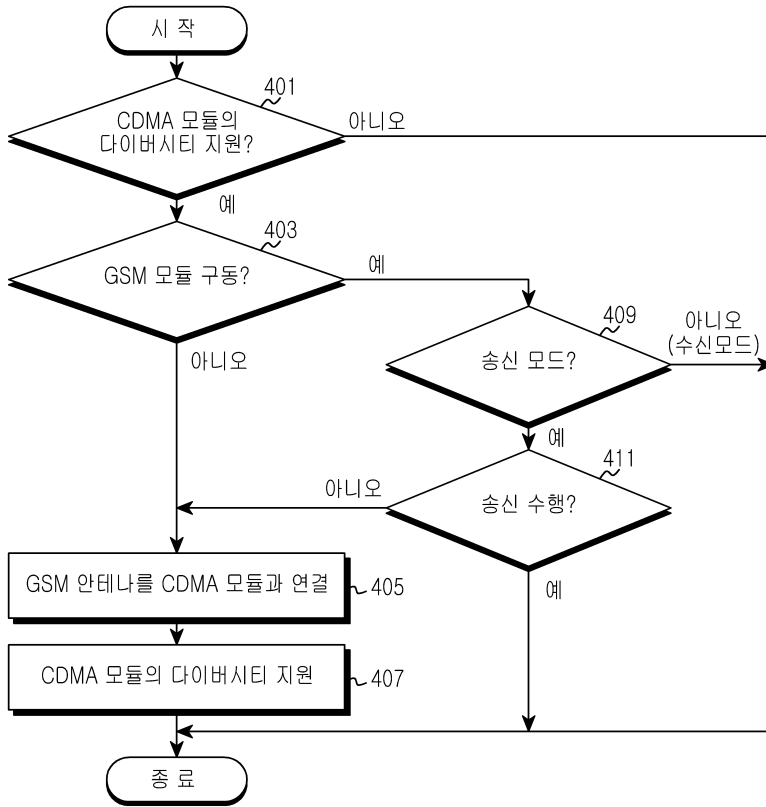 시 작
401
CDMA 모듈의
다이버시티 지원?
아니오
예
403
GSM 모듈 구동?
예
409
아니오
(수신모드)
송신 모드?
아니오
예
411
아니오
송신 수행?
GSM 안테나를 CDMA 모듈과 연결
405
예
CDMA 모듈의 다이버시티 지원
407
종 료